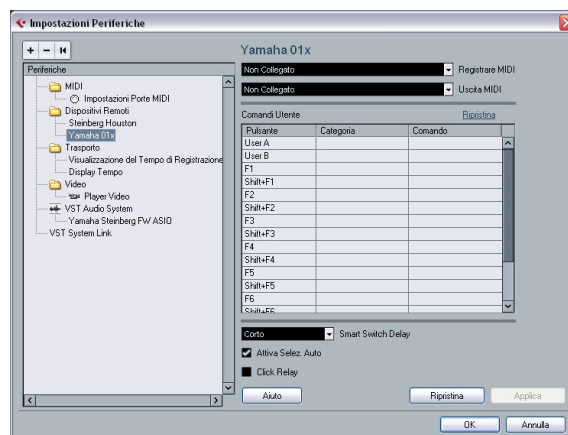 Impostazioni Periferiche
Periferiche
MIDI
Impostazioni Porte MIDI
Dispositivi Remoti
Steinberg Houston
Yamaha 01x
Trasporto
Visualizzazione del Tempo di Registrazione
Display Tempo
Video
Player Video
VST Audio System
Yamaha Steinberg FW ASIO
VST System Link
Yamaha 01x
Non Collegato Registrare MIDI
Non Collegato Uscita MIDI
Comandi Utente Ripristina
Pulsante Categoria Comando
User A
User B
F1
Shift+F1
F2
Shift+F2
F3
Shift+F3
F4
Shift+F4
F5
Shift+F5
F6
Shift+F6
Corto Smart Switch Delay
Attiva Selez. Auto
Click Relay
Aiuto Ripristina Applica
OK Annulla